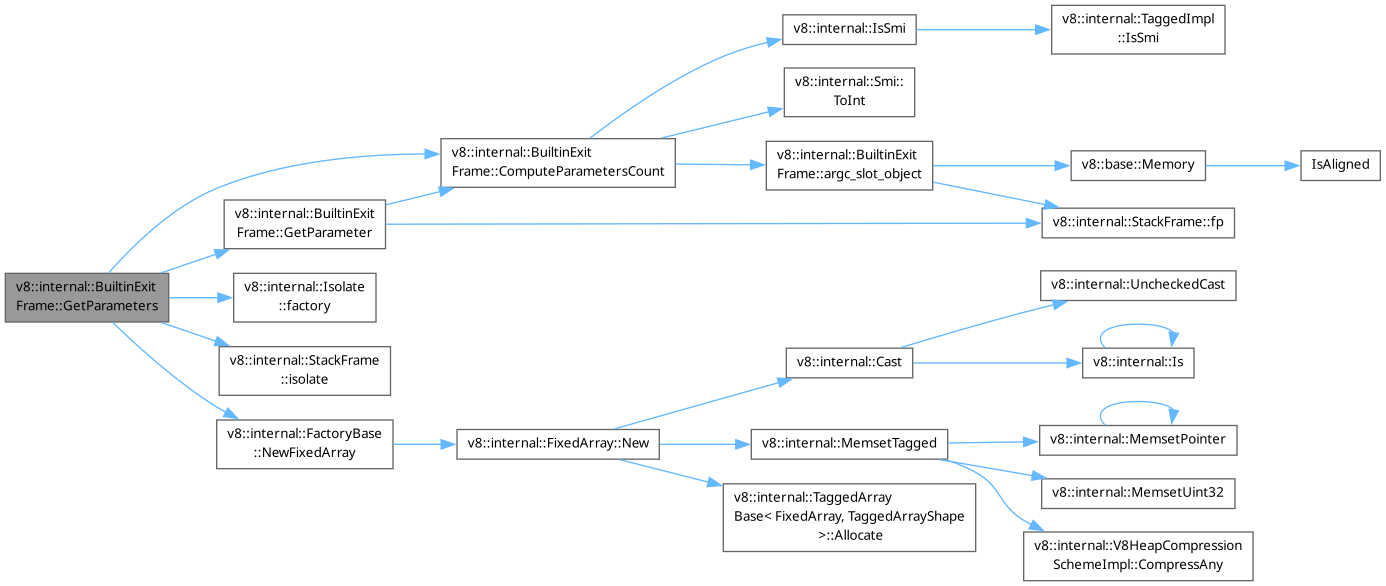 v8::internal::BuiltinExit
Frame::GetParameters
v8::internal::BuiltinExit
Frame::ComputeParametersCount
v8::internal::IsSmi
v8::internal::TaggedImpl
::IsSmi
v8::internal::Smi::
ToInt
v8::internal::BuiltinExit
Frame::argc_slot_object
v8::base::Memory
IsAligned
v8::internal::StackFrame::fp
v8::internal::BuiltinExit
Frame::GetParameter
v8::internal::Isolate
::factory
v8::internal::StackFrame
::isolate
v8::internal::FactoryBase
::NewFixedArray
v8::internal::FixedArray::New
v8::internal::Cast
v8::internal::UncheckedCast
v8::internal::Is
v8::internal::MemsetTagged
v8::internal::MemsetPointer
v8::internal::MemsetUint32
v8::internal::V8HeapCompression
SchemeImpl::CompressAny
v8::internal::TaggedArray
Base< FixedArray, TaggedArrayShape
>::Allocate